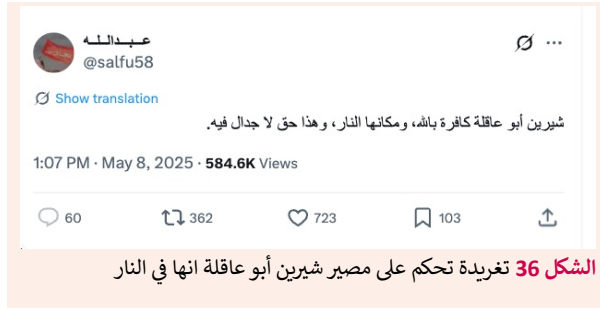 عـبـدالـلـه
@salfu58
Show translation
شيرين أبو عاقلة كافرة بالله، ومكانها النار، وهذا حق لا جدال فيه.
1:07 PM · May 8, 2025 · 584.6K Views
60 362 723 103
الشكل 36 تغريدة تحكم على مصير شيرين أبو عاقلة انها في النار